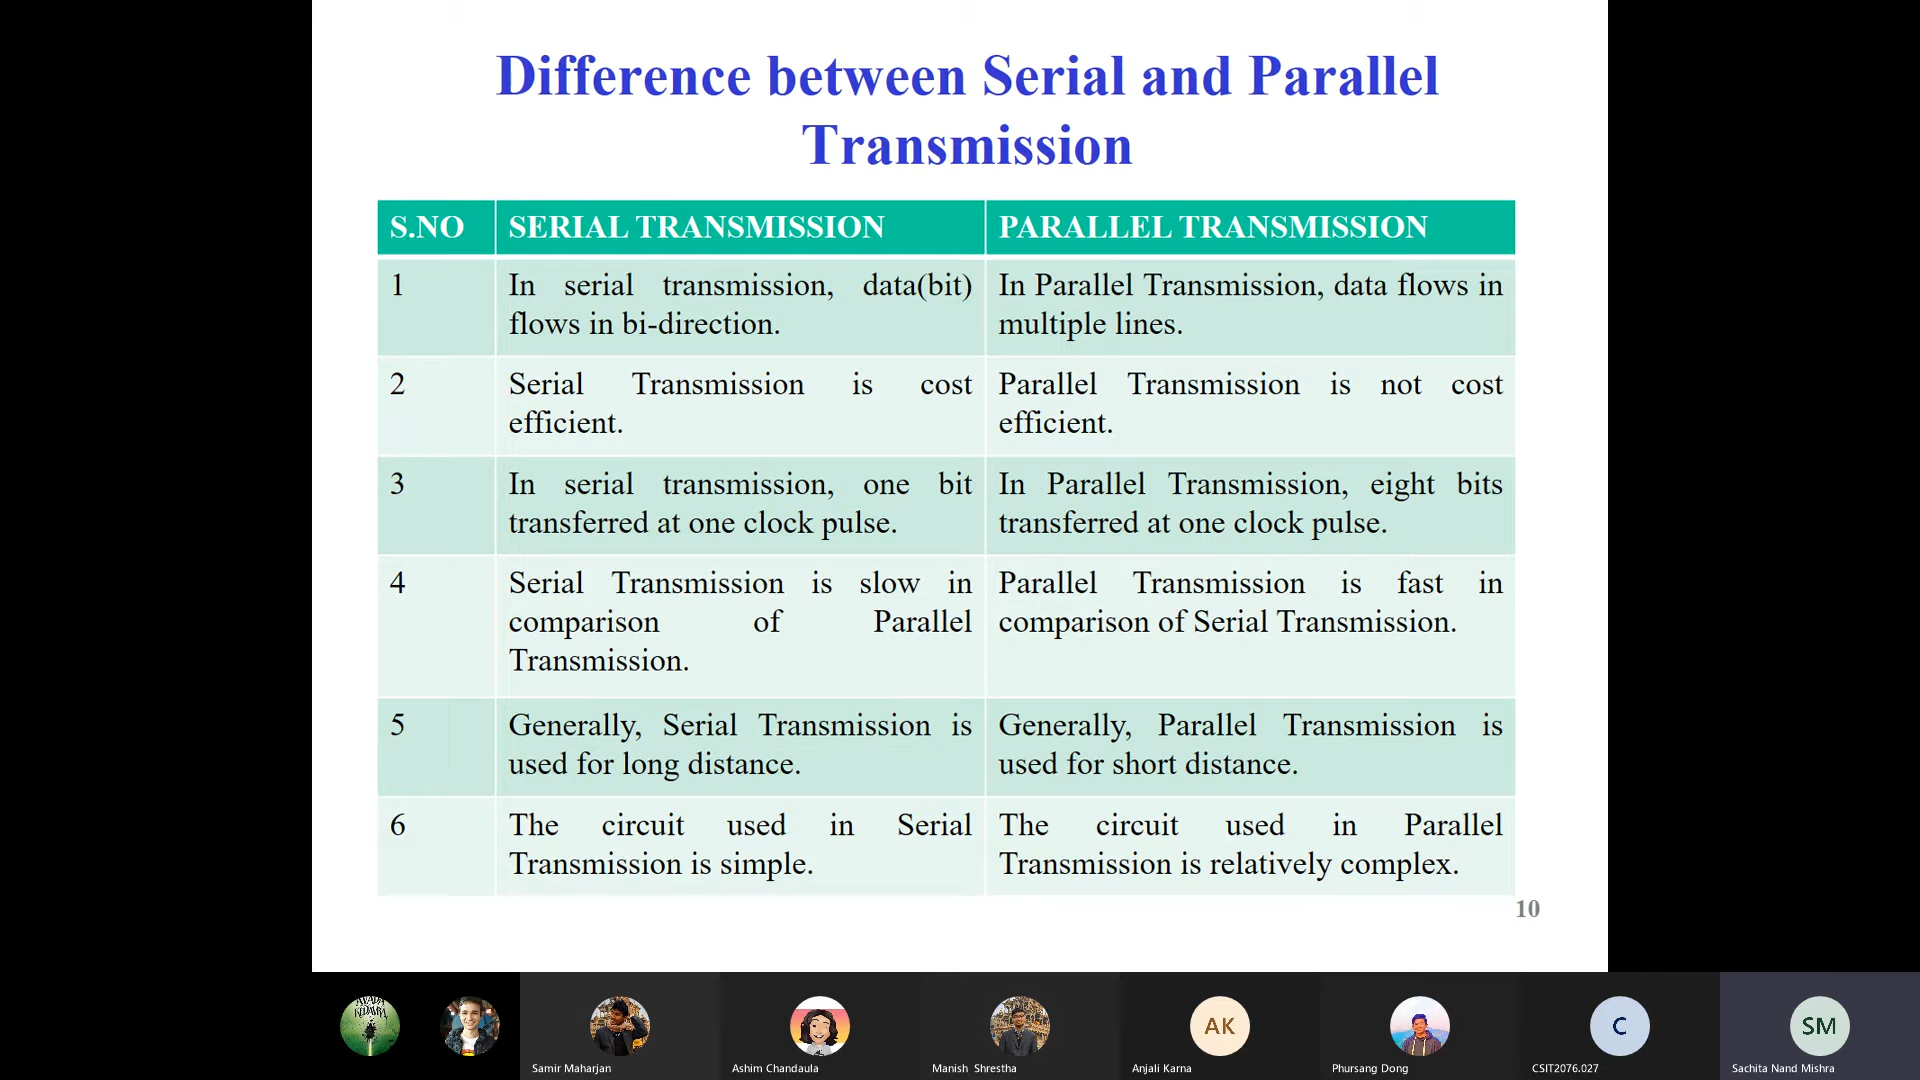 Difference between Serial and Parallel
Transmission
S.NO SERIAL TRANSMISSION PARALLEL TRANSMISSION
1
In serial transmission, data(bit)
flows in bi-direction.
In Parallel Transmission, data flows in
multiple lines.
2
Serial Transmission is cost
efficient.
Parallel Transmission is not cost
efficient.
3
In serial transmission, one bit
transferred at one clock pulse.
In Parallel Transmission, eight bits
transferred at one clock pulse.
4
Serial Transmission is slow in
comparison of Parallel
Transmission.
Parallel Transmission is fast in
comparison of Serial Transmission.
5
Generally, Serial Transmission is
used for long distance.
Generally, Parallel Transmission is
used for short distance.
6
The circuit used in Serial
Transmission is simple.
The circuit used in Parallel
Transmission is relatively complex.
10
AK
C
SM
Samir Maharjan
Ashim Chandaula
Manish Shrestha
Anjali Karna
Phursang Dong
CSIT2076.027
Sachita Nand Mishra